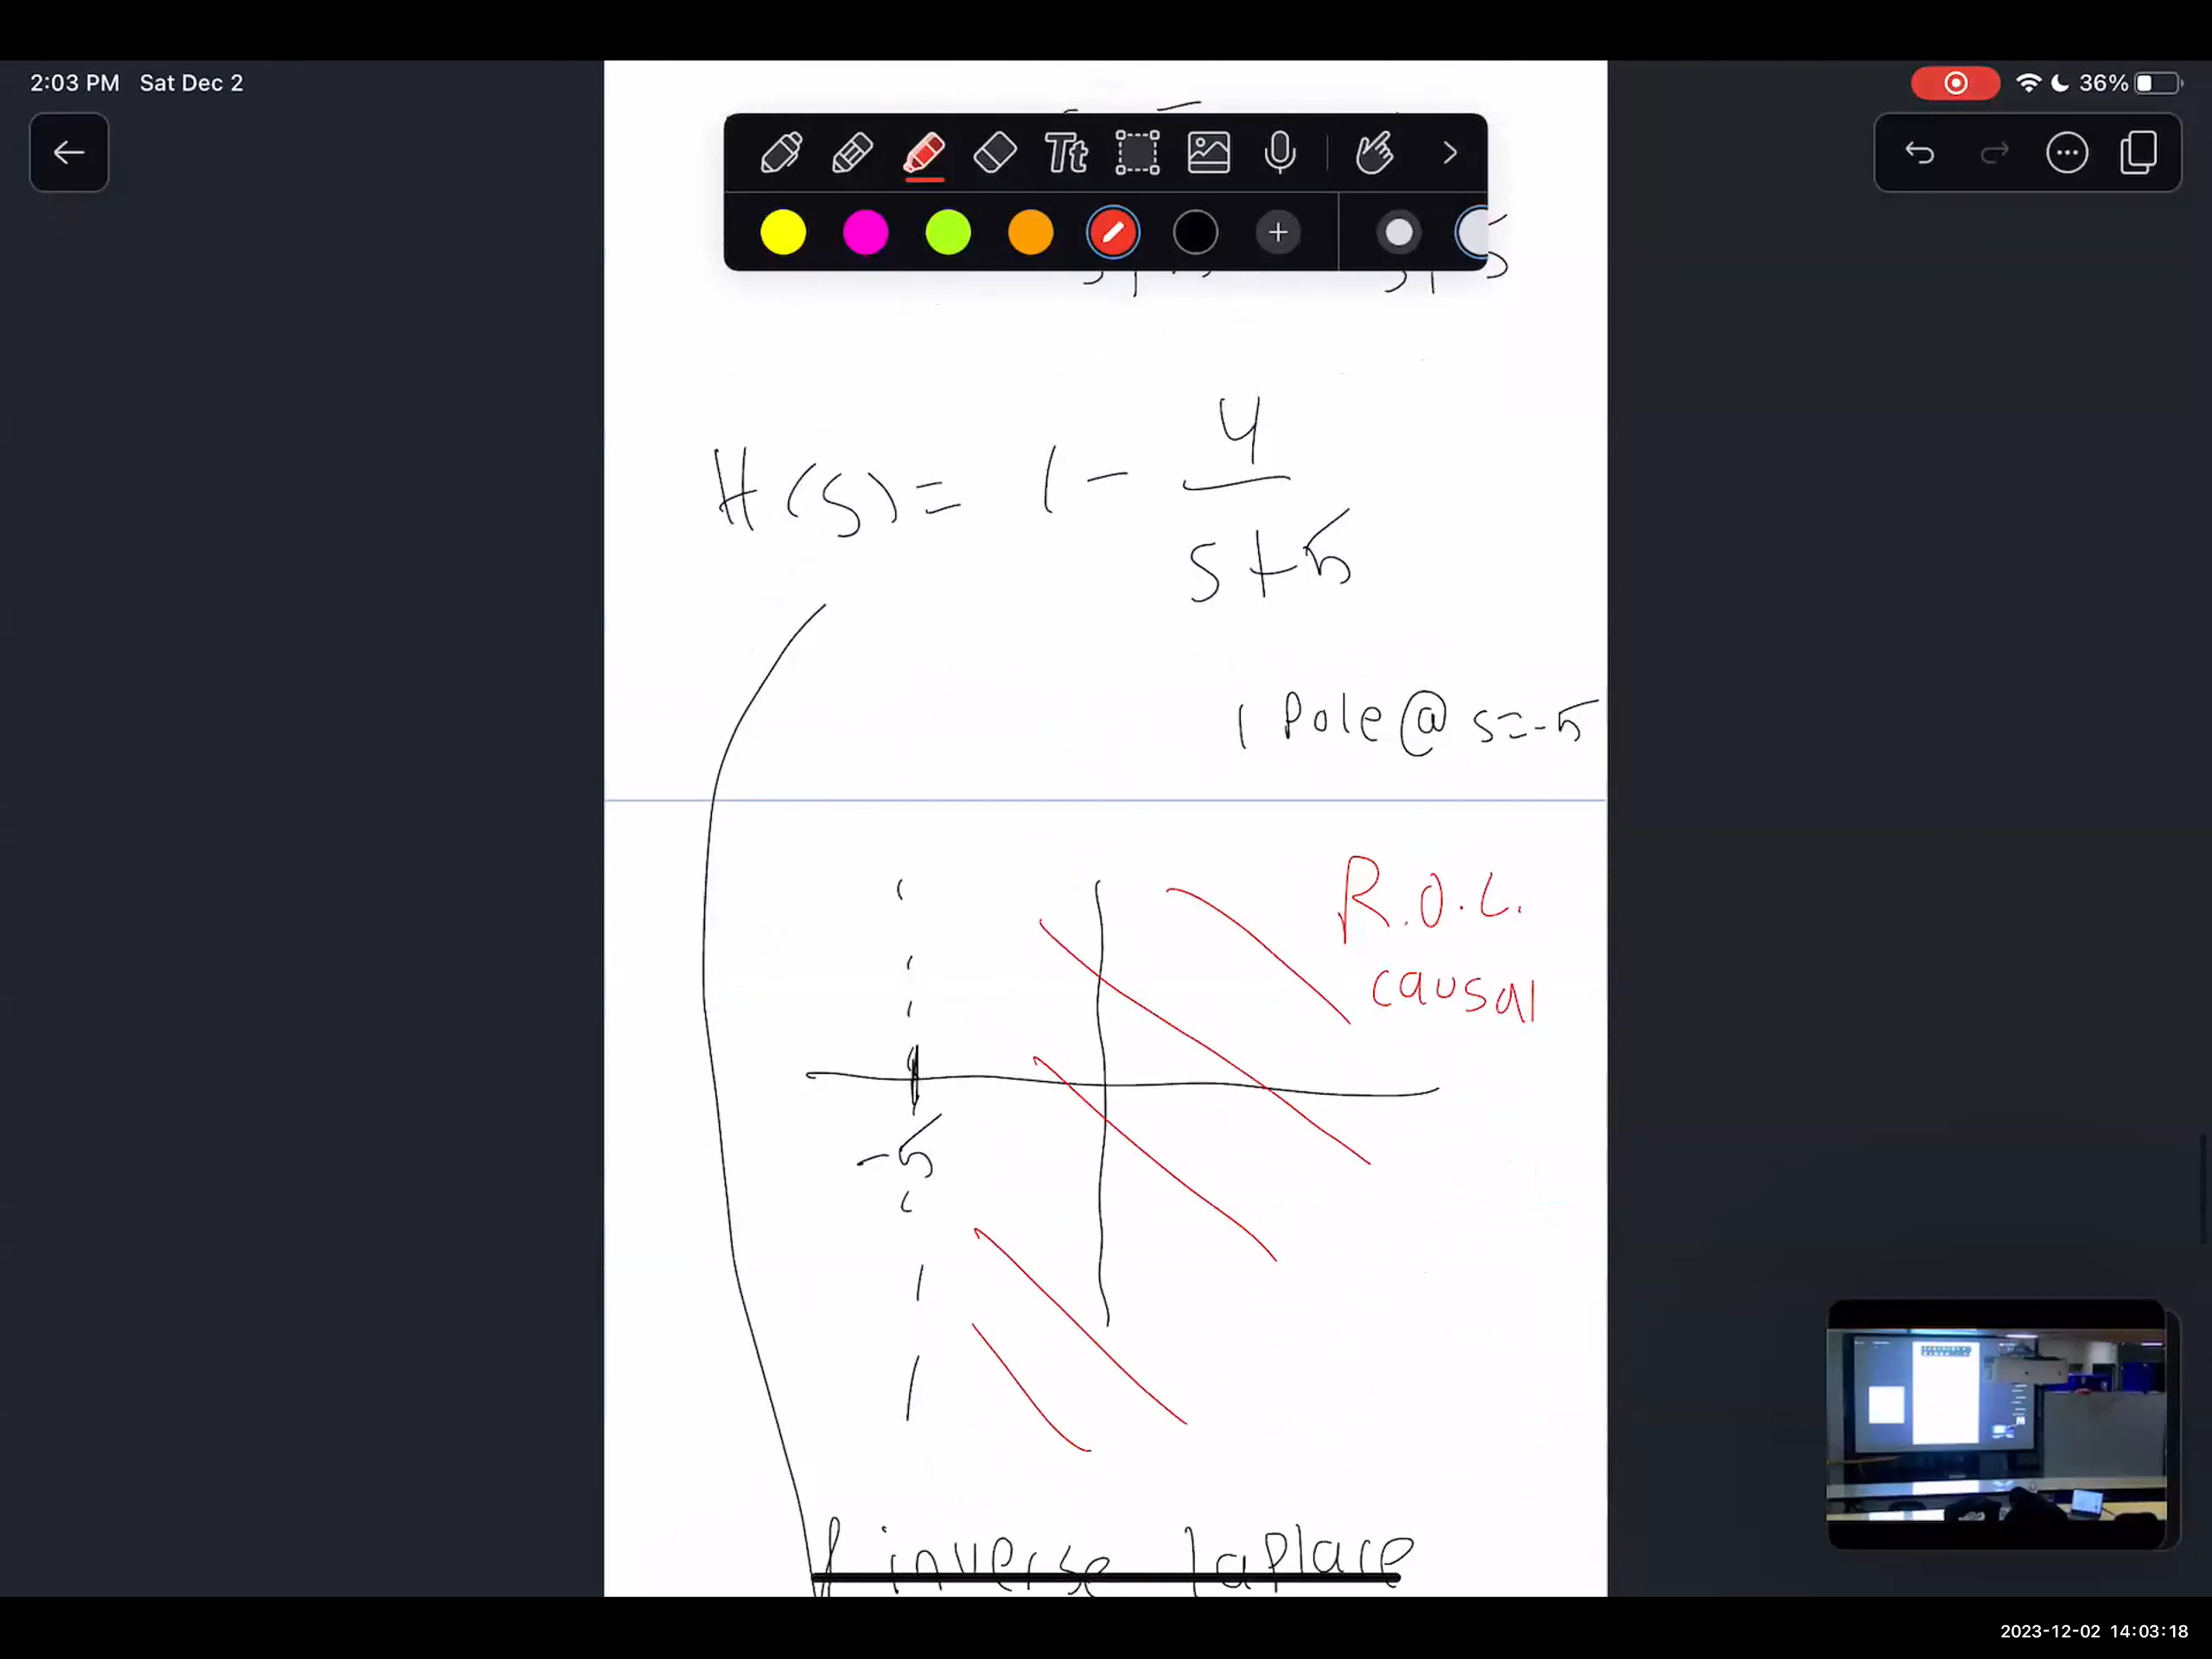 2:03 PM Sat Dec 2
36%
Tt
H(s) = 1 - 4/(s+5)
1 Pole @ s=-5
R.O.C.
causal
-5
inverse laplace
2023-12-02 14:03:18